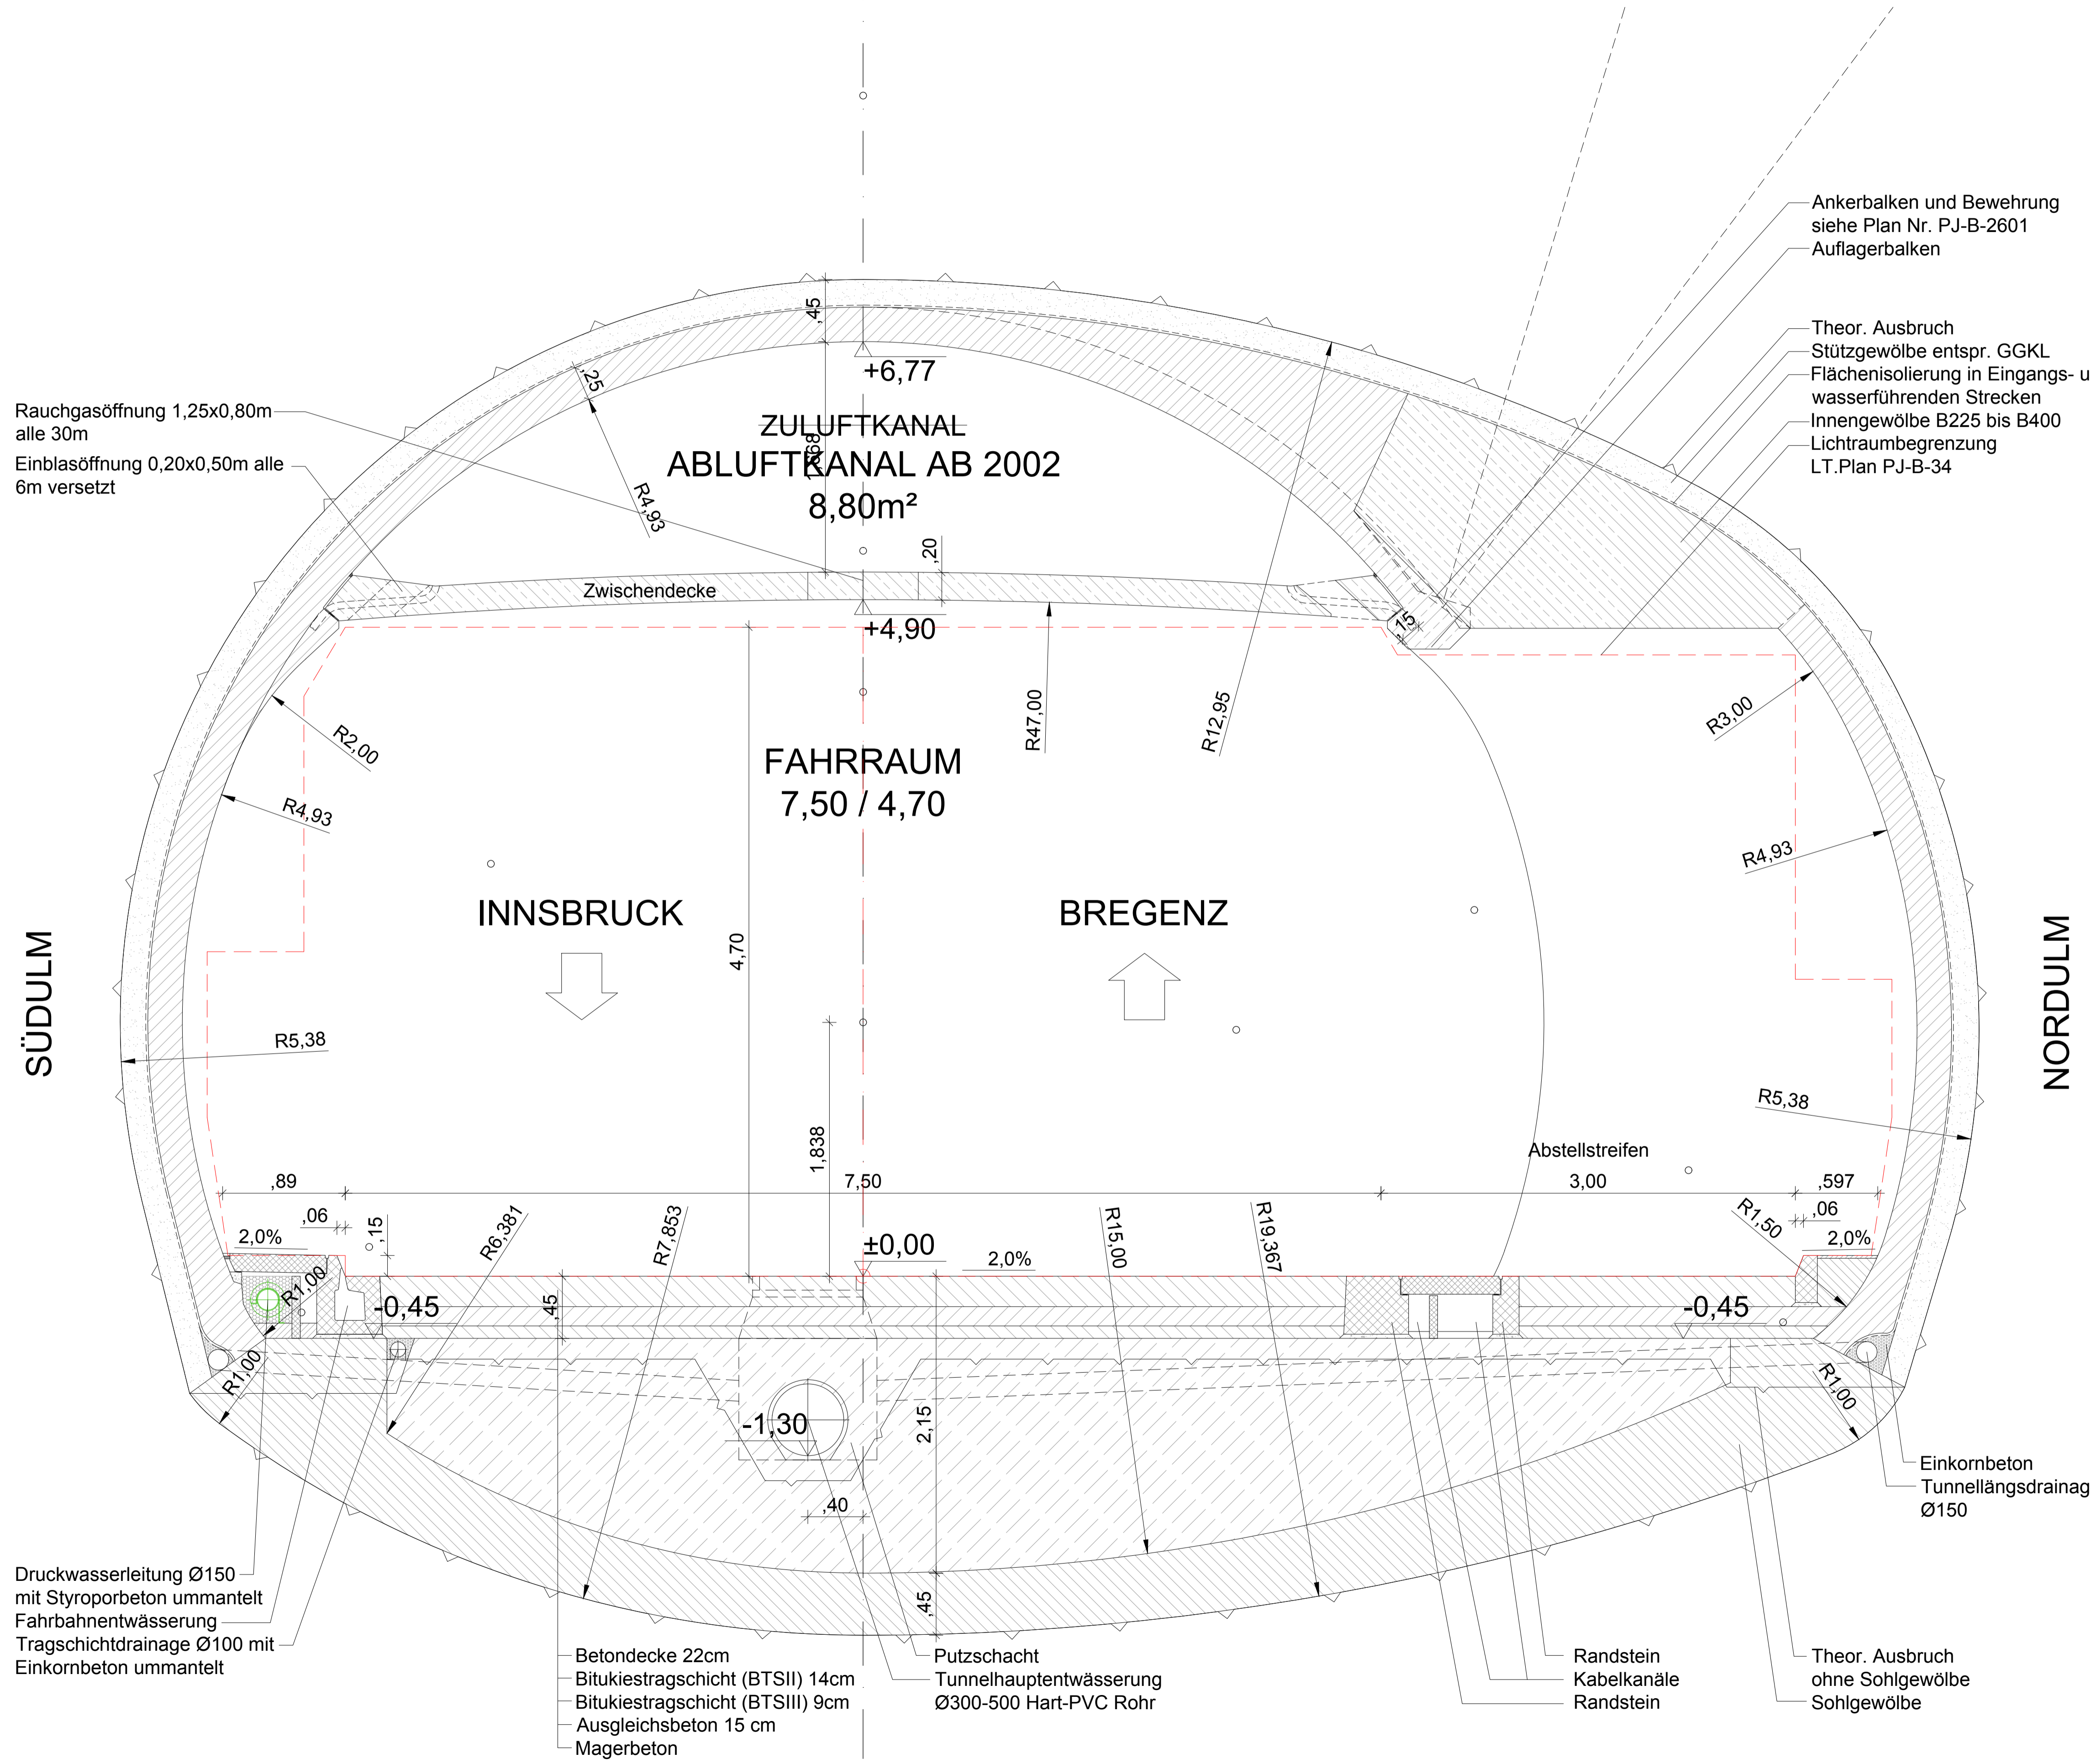 Ankerbalken und Bewehrung
siehe Plan Nr. PJ-B-2601
Auflagerbalken
Theor. Ausbruch
Stützgewölbe entspr. GGKL
Flächenisolierung in Eingangs- u
wasserführenden Strecken
Innengewölbe B225 bis B400
Lichtraumbegrenzung
LT.Plan PJ-B-34
,45
+6,77
,25
Rauchgasöffnung 1,25x0,80m
alle 30m
Einblasöffnung 0,20x0,50m alle
6m versetzt
ZULUFTKANAL
1,668
ABLUFTKANAL AB 2002
8,80m²
R4,93
,20
Zwischendecke
+4,90
,15
R47,00
R12,95
R3,00
R2,00
FAHRRAUM
7,50 / 4,70
R4,93
R4,93
INNSBRUCK
BREGENZ
4,70
SÜDULM
NORDULM
R5,38
R5,38
1,838
Abstellstreifen
,89
7,50
3,00
,597
,06
,15
,06
2,0%
R6,381
R7,853
±0,00
2,0%
R15,00
R19,367
R1,50
2,0%
R1,00
-0,45
,45
-0,45
R1,00
R1,00
-1,30
2,15
,40
,45
Einkornbeton
Tunnellängsdrainag
Ø150
Druckwasserleitung Ø150
mit Styroporbeton ummantelt
Fahrbahnentwässerung
Tragschichtdrainage Ø100 mit
Einkornbeton ummantelt
Betondecke 22cm
Bitukiestragschicht (BTSII) 14cm
Bitukiestragschicht (BTSIII) 9cm
Ausgleichsbeton 15 cm
Magerbeton
Putzschacht
Tunnelhauptentwässerung
Ø300-500 Hart-PVC Rohr
Randstein
Kabelkanäle
Randstein
Theor. Ausbruch
ohne Sohlgewölbe
Sohlgewölbe